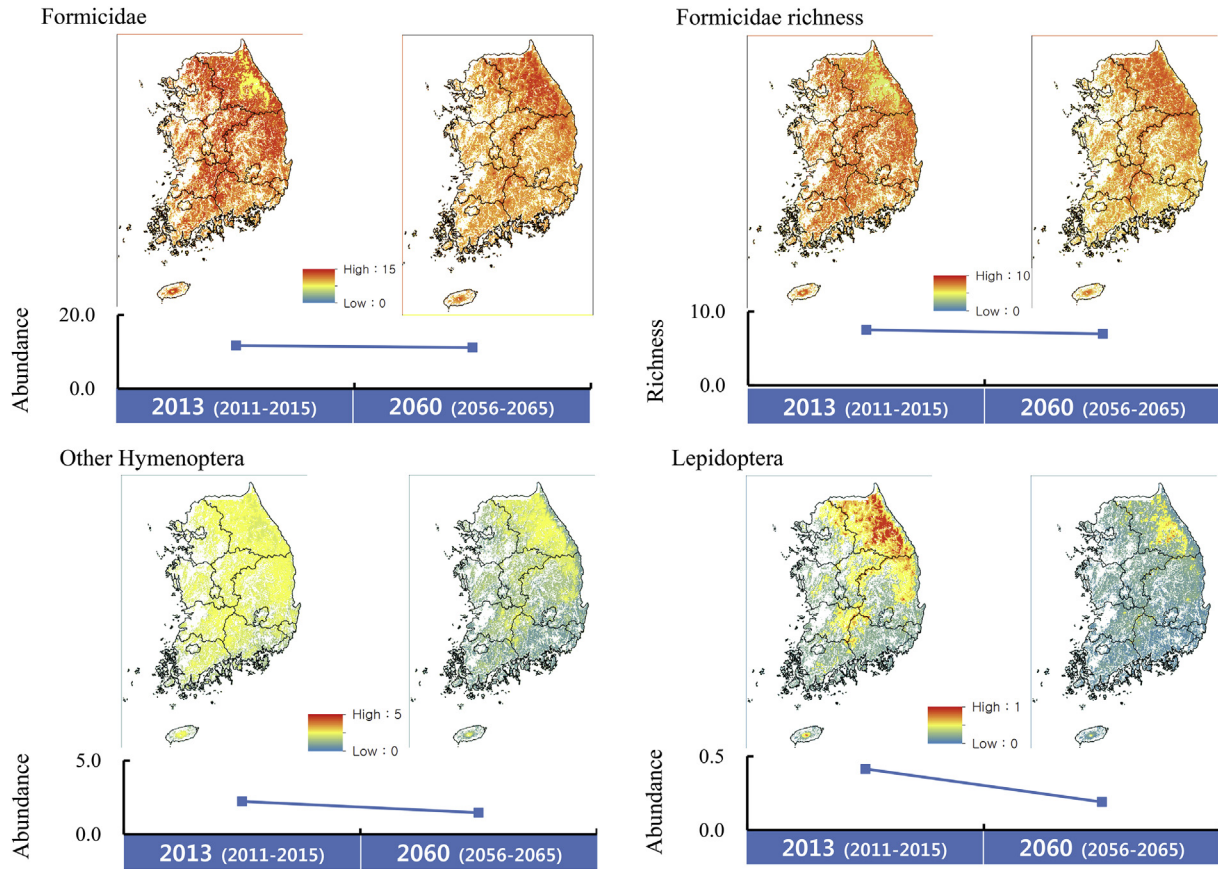 Formicidae
High : 15
Low : 0
Abundance
20.0
0.0
2013 (2011-2015)
2060 (2056-2065)
Formicidae richness
High : 10
Low : 0
Richness
10.0
0.0
2013 (2011-2015)
2060 (2056-2065)
Other Hymenoptera
High : 5
Low : 0
Abundance
5.0
0.0
2013 (2011-2015)
2060 (2056-2065)
Lepidoptera
High : 1
Low : 0
Abundance
0.5
0.0
2013 (2011-2015)
2060 (2056-2065)